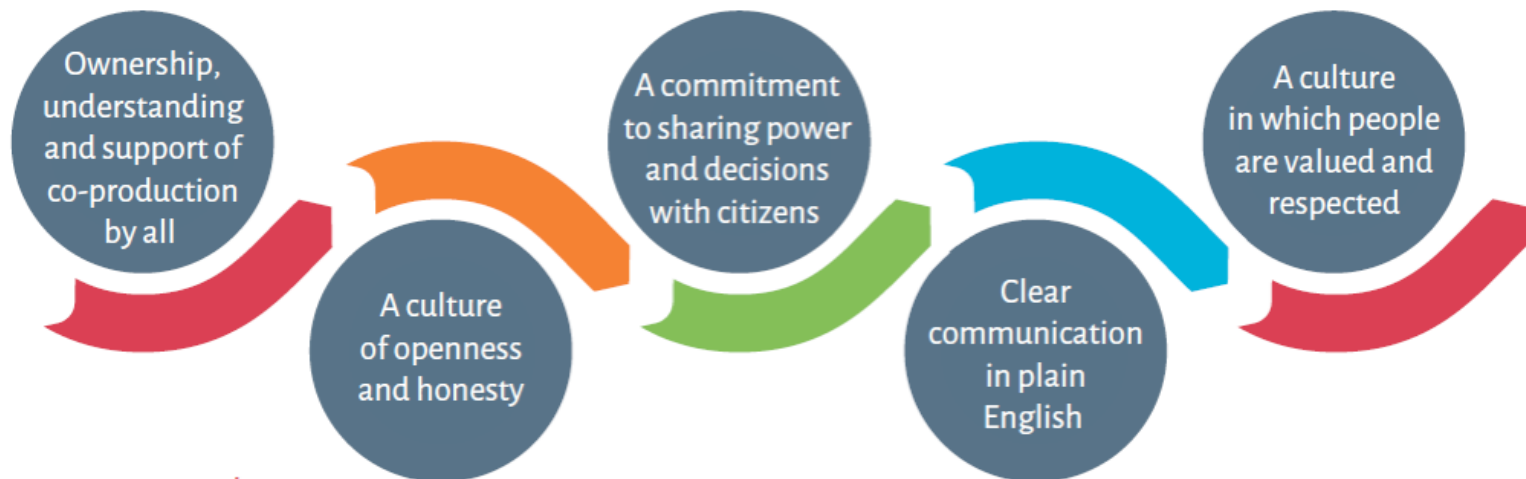 Ownership,
understanding
and support of
co-production
by all
A culture
of openness
and honesty
A commitment
to sharing power
and decisions
with citizens
Clear
communication
in plain
English
A culture
in which people
are valued and
respected